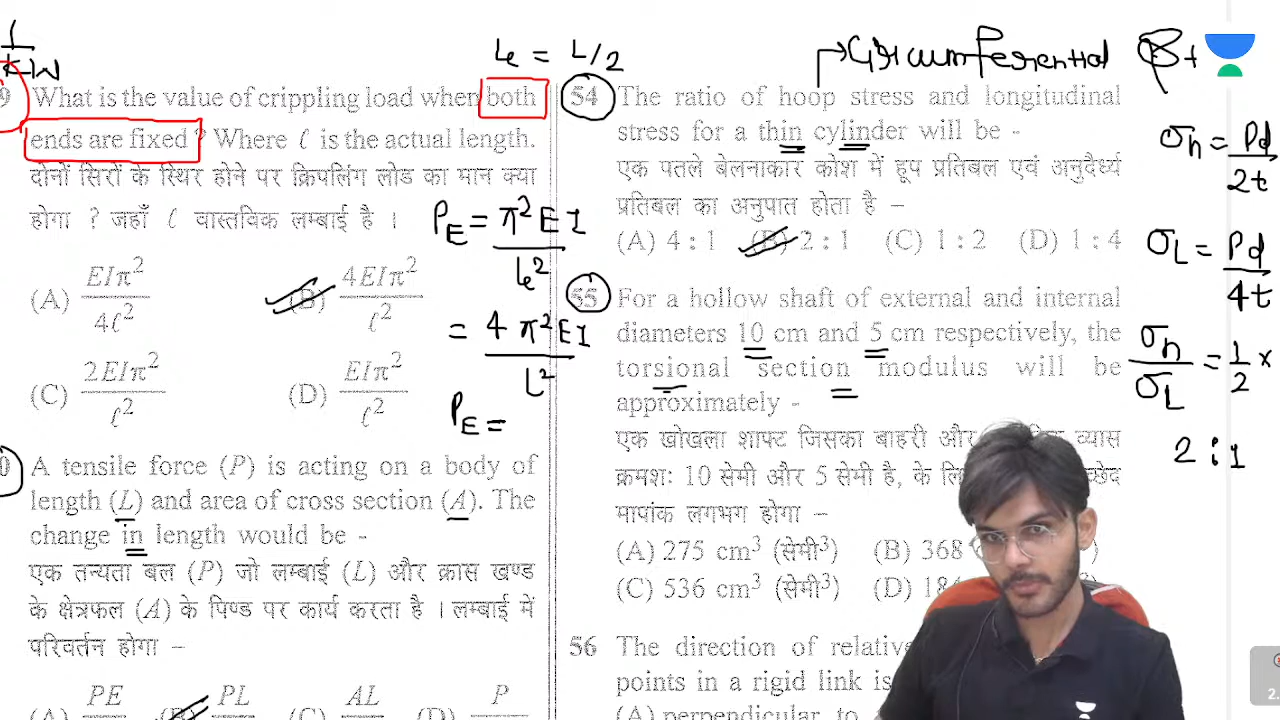 1
KIW
9 What is the value of crippling load when both
ends are fixed ? Where ℓ is the actual length.
दोनों सिरों के स्थिर होने पर क्रिपलिंग लोड का मान क्या
होगा ? जहाँ ℓ वास्तविक लम्बाई है ।
(A) EIπ²/4ℓ²
(B) 4EIπ²/ℓ²
(C) 2EIπ²/ℓ²
(D) EIπ²/ℓ²
Le = L/2
P_E = π²EI/Le²
= 4π²EI/L²
P_E =
0 A tensile force (P) is acting on a body of
length (L) and area of cross section (A). The
change in length would be -
एक तन्यता बल (P) जो लम्बाई (L) और क्रास खण्ड
के क्षेत्रफल (A) के पिण्ड पर कार्य करता है । लम्बाई में
परिवर्तन होगा –
(A) PE (B) PL (C) AL (D) P
Circumferential
54 The ratio of hoop stress and longitudinal
stress for a thin cylinder will be -
एक पतले बेलनाकार कोश में हूप प्रतिबल एवं अनुदैर्ध्य
प्रतिबल का अनुपात होता है –
(A) 4 : 1 (B) 2 : 1 (C) 1 : 2 (D) 1 : 4
55 For a hollow shaft of external and internal
diameters 10 cm and 5 cm respectively, the
torsional section modulus will be
approximately -
एक खोखला शाफ्ट जिसका बाहरी और व्यास
क्रमशः 10 सेमी और 5 सेमी है, के
मापांक लगभग होगा –
(A) 275 cm³ (सेमी³) (B) 368
(C) 536 cm³ (सेमी³) (D) 184
56 The direction of relative
points in a rigid link is
(A) perpendicular to
σh = Pd/2t
σL = Pd/4t
σh/σL = 1/2 ×
2 : 1